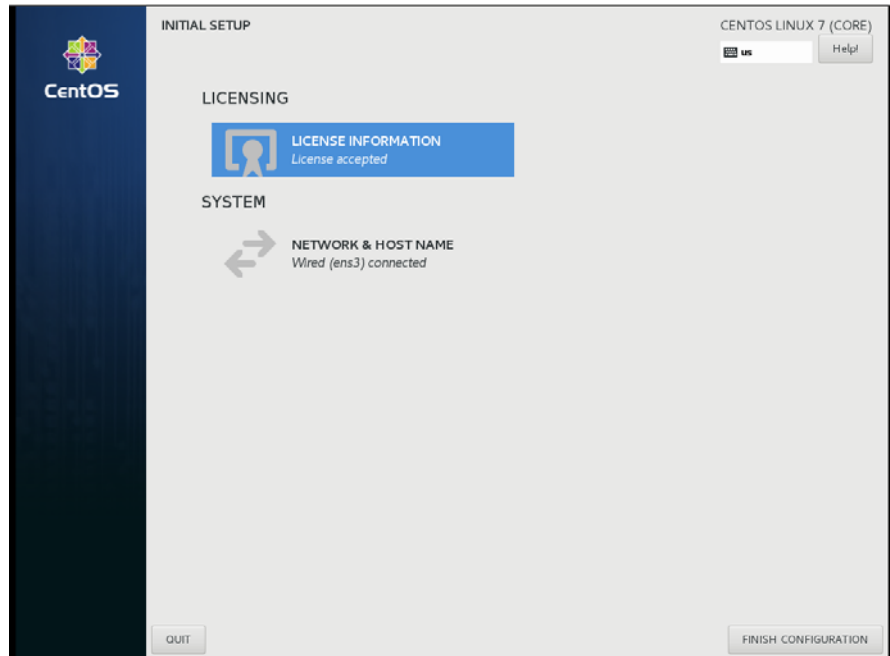 INITIAL SETUP
CENTOS LINUX 7 (CORE)
us
Help!
CentOS
LICENSING
LICENSE INFORMATION
License accepted
SYSTEM
NETWORK & HOST NAME
Wired (ens3) connected
QUIT
FINISH CONFIGURATION